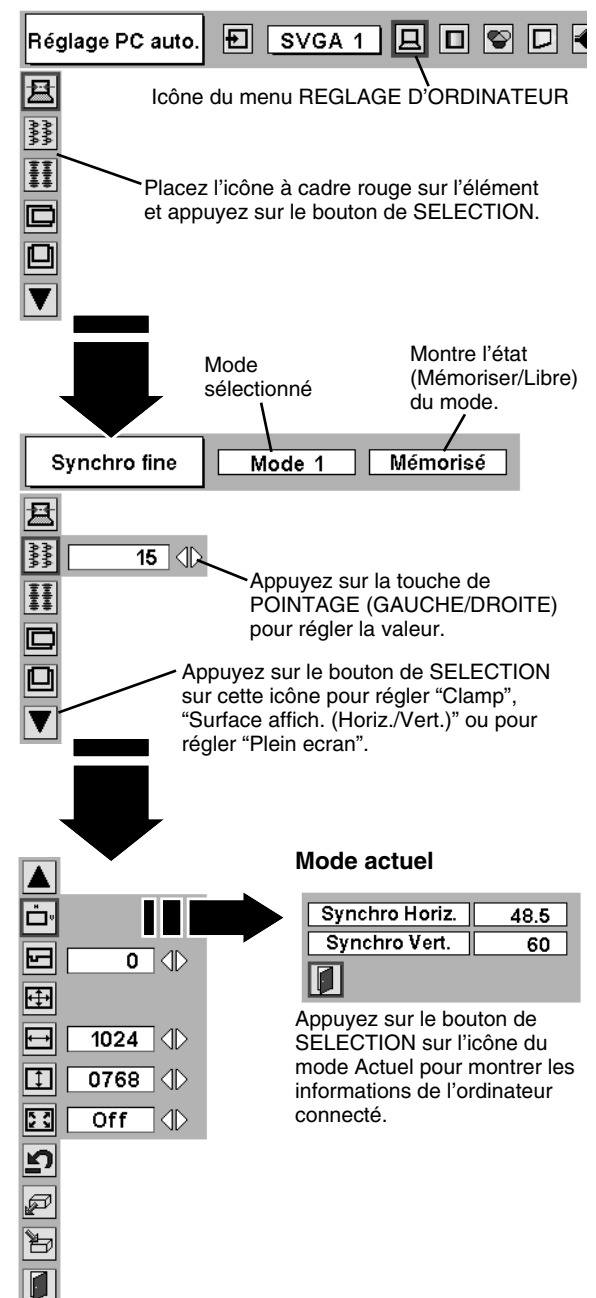 Réglage PC auto.
SVGA 1
Icône du menu REGLAGE D'ORDINATEUR
Placez l'icône à cadre rouge sur l'élément
et appuyez sur le bouton de SELECTION.
Mode
sélectionné
Montre l'état
(Mémoriser/Libre)
du mode.
Synchro fine
Mode 1
Mémorisé
15
Appuyez sur la touche de
POINTAGE (GAUCHE/DROITE)
pour régler la valeur.
Appuyez sur le bouton de SELECTION
sur cette icône pour régler “Clamp”,
“Surface affich. (Horiz./Vert.)” ou pour
régler “Plein ecran”.
Mode actuel
H
V
Synchro Horiz. 48.5
Synchro Vert. 60
0
1024
0768
Off
Appuyez sur le bouton de
SELECTION sur l'icône du
mode Actuel pour montrer les
informations de l'ordinateur
connecté.